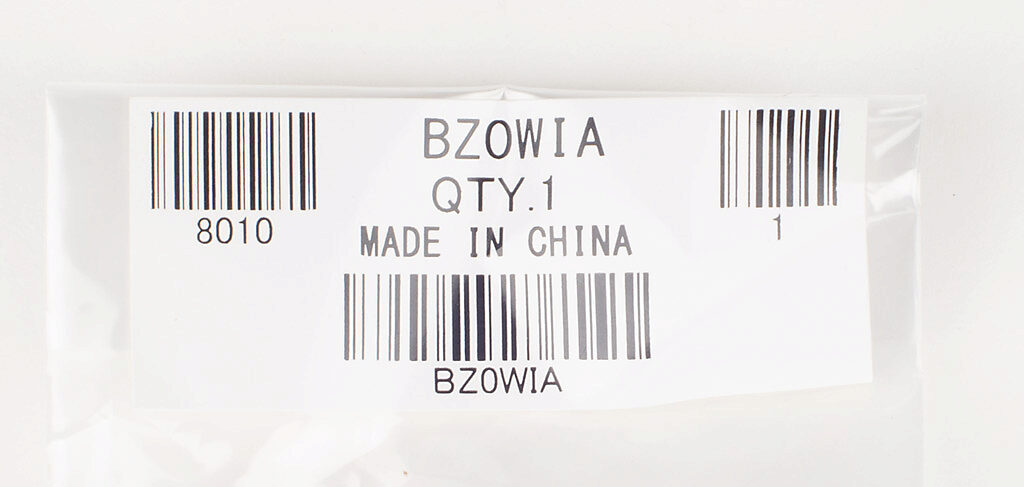 BZOWIA
QTY.1
8010
1
MADE IN CHINA
BZOWIA